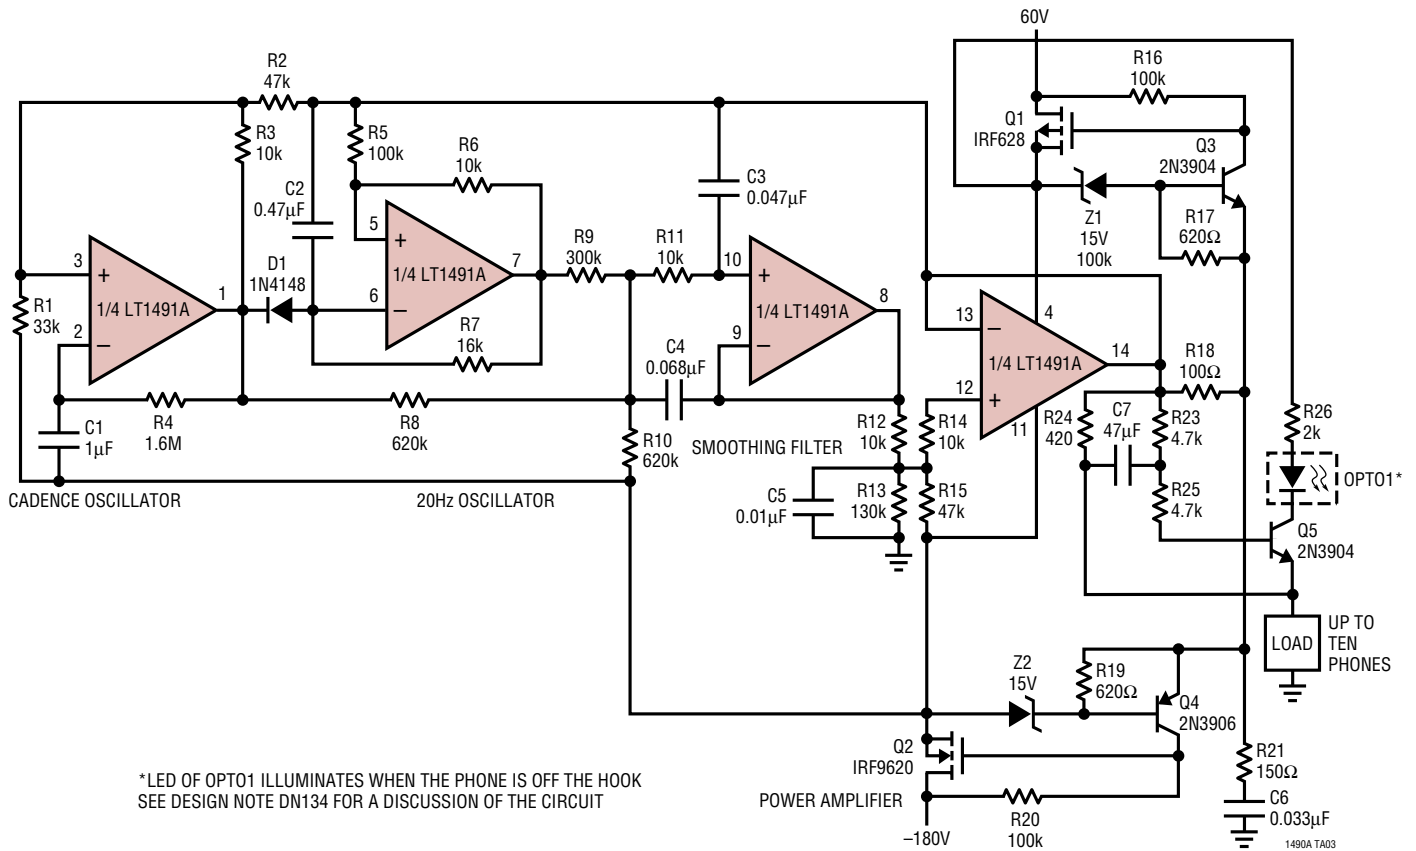 60V
R2
47k
R16
100k
R3
10k
R5
100k
R6
10k
Q1
IRF628
Q3
2N3904
C2
0.47µF
C3
0.047µF
5
+
Z1
15V
100k
R17
620Ω
3
+
D1
1N4148
1/4 LT1491A
7
R9
300k
R11
10k
10
+
R1
33k
1/4 LT1491A
1
6
–
1/4 LT1491A
8
13
–
4
2
–
R7
16k
C4
0.068µF
9
–
1/4 LT1491A
14
R18
100Ω
12
+
11
R4
1.6M
R8
620k
C1
1µF
R10
620k
SMOOTHING FILTER
R12
10k
R14
10k
R24
420
C7
47µF
R23
4.7k
R26
2k
OPTO1*
CADENCE OSCILLATOR
20Hz OSCILLATOR
C5
0.01µF
R13
130k
R15
47k
R25
4.7k
Q5
2N3904
LOAD
UP TO
TEN
PHONES
Z2
15V
R19
620Ω
Q4
2N3906
Q2
IRF9620
R21
150Ω
*LED OF OPTO1 ILLUMINATES WHEN THE PHONE IS OFF THE HOOK
SEE DESIGN NOTE DN134 FOR A DISCUSSION OF THE CIRCUIT
POWER AMPLIFIER
R20
100k
C6
0.033µF
–180V
1490A TA03